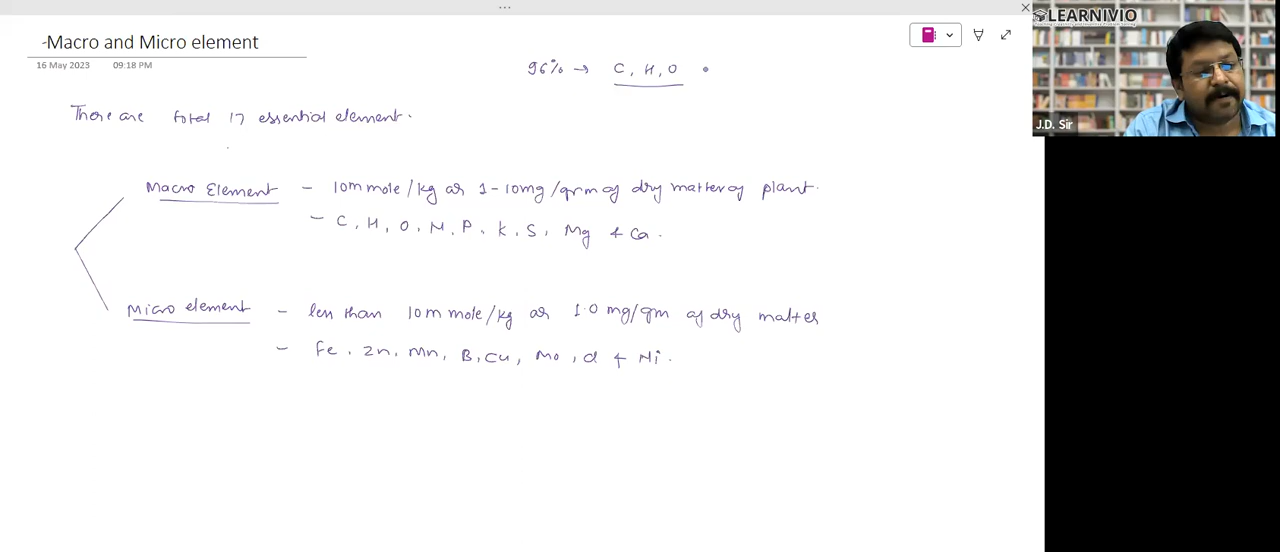 -Macro and Micro element
16 May 2023 09:18 PM
96% → C, H, O
There are total 17 essential element.
Macro Element - 10m mole/kg or 1-10mg/grm of dry matter of plant.
- C, H, O, N, P, K, S, Mg & Ca.
Micro element - less than 10m mole/kg or 1.0 mg/gm of dry matter
- Fe, Zn, Mn, B, Cu, Mo, Cl & Ni.
LEARNIVIO
J.D. Sir